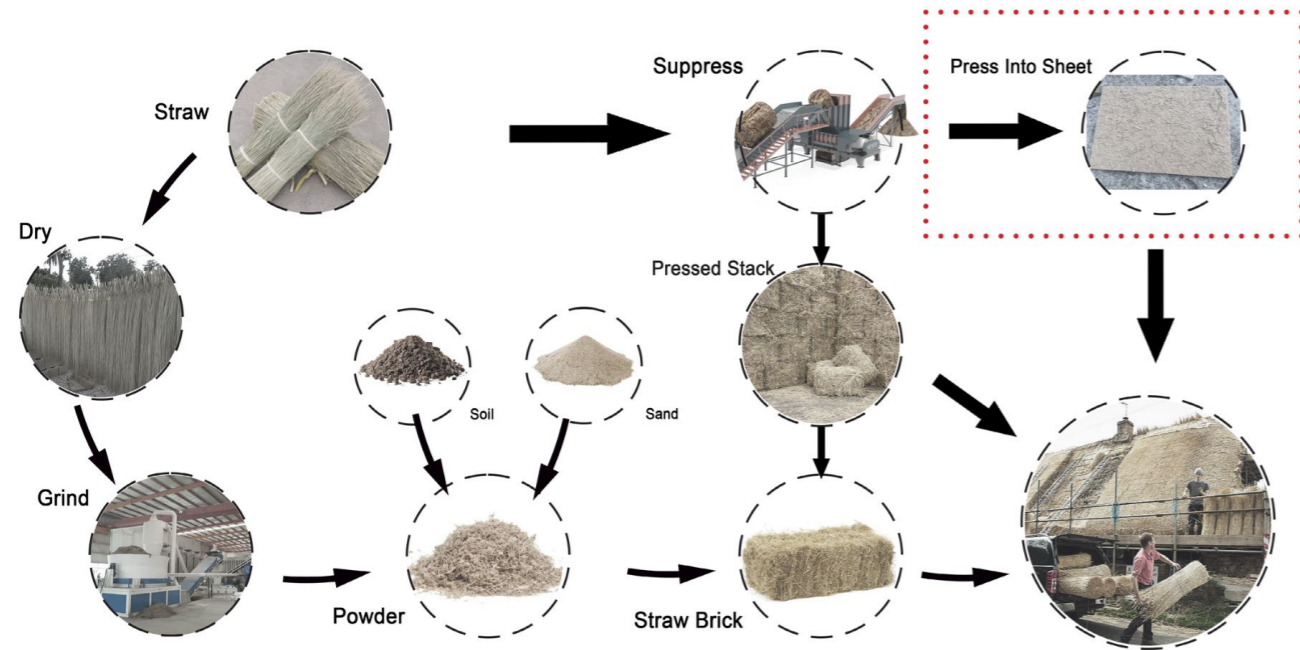 Straw
Suppress
Press Into Sheet
Dry
Pressed Stack
Soil
Sand
Grind
Powder
Straw Brick